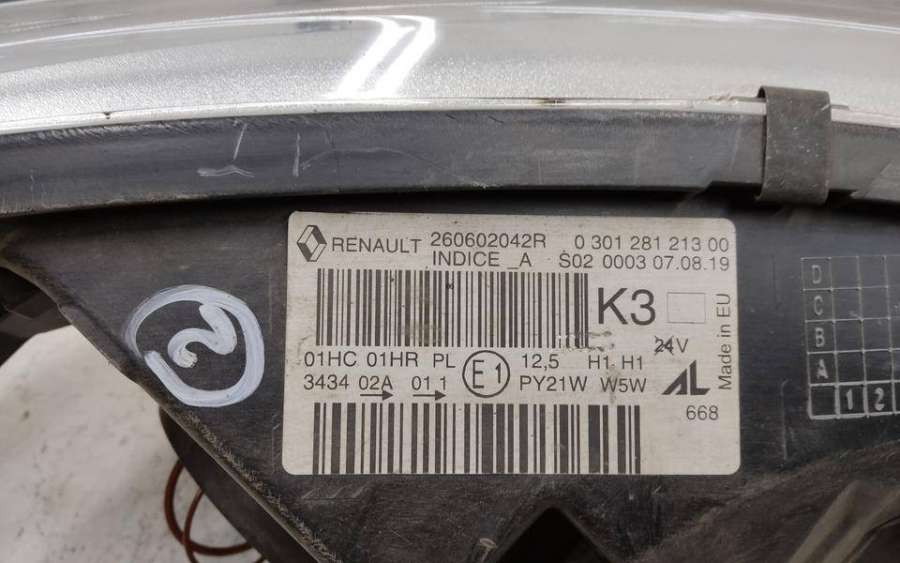 RENAULT 260602042R 0 301 281 213 00
INDICE _A S02 0003 07.08.19
K3
01HC 01HR PL E1 12,5 H1 H1 24V
3434 02A 01 1 PY21W W5W AL
668
Made in EU
2
D
C
B
A
1 2